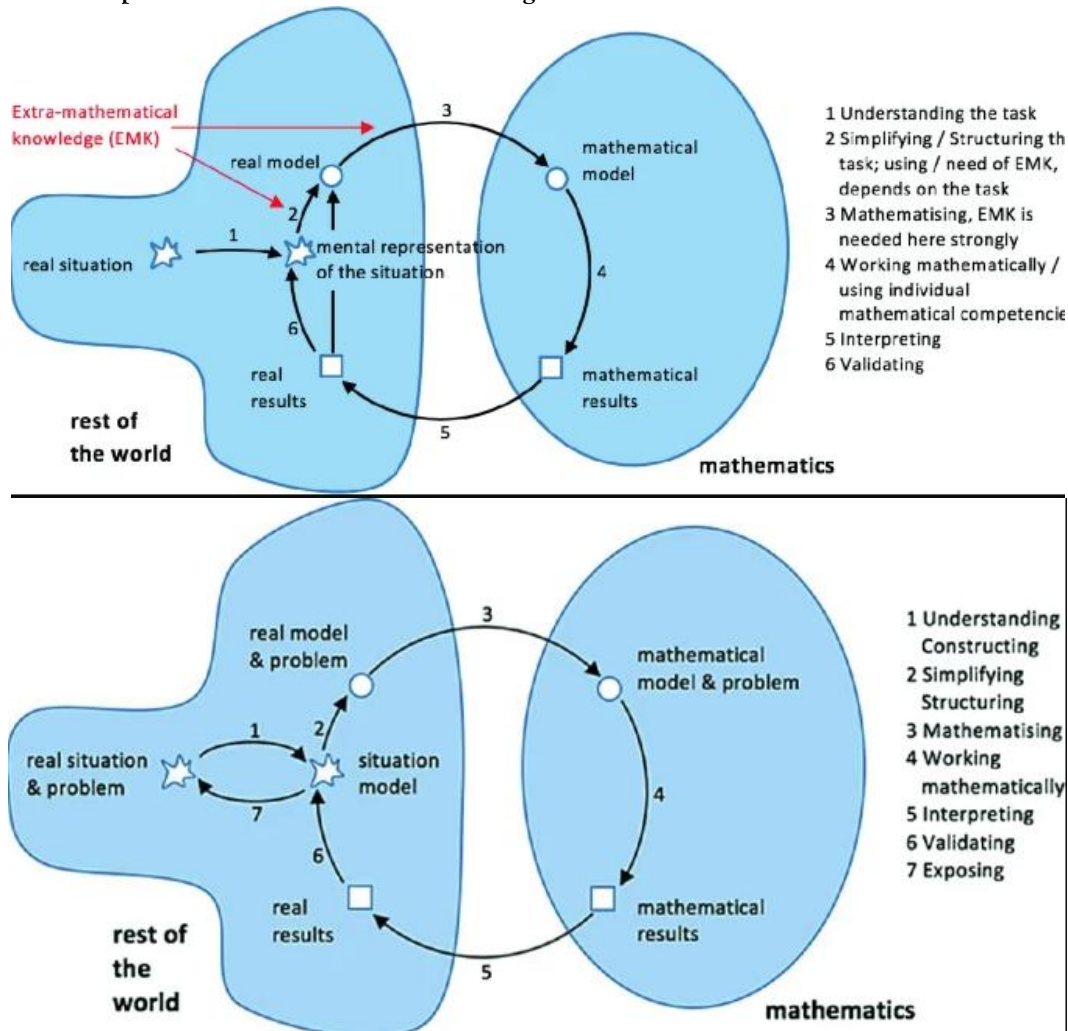 Extra-mathematical
knowledge (EMK)
3
real model
mathematical
model
2
1
real situation
mental representation
of the situation
4
6
real
results
mathematical
results
5
rest of
the world
mathematics
1 Understanding the task
2 Simplifying / Structuring th
task; using / need of EMK,
depends on the task
3 Mathematising, EMK is
needed here strongly
4 Working mathematically /
using individual
mathematical competencie
5 Interpreting
6 Validating
3
real model
& problem
mathematical
model & problem
1
2
real situation
& problem
situation
model
7
4
6
real
results
mathematical
results
5
rest of
the
world
mathematics
1 Understanding
Constructing
2 Simplifying
Structuring
3 Mathematising
4 Working
mathematically
5 Interpreting
6 Validating
7 Exposing